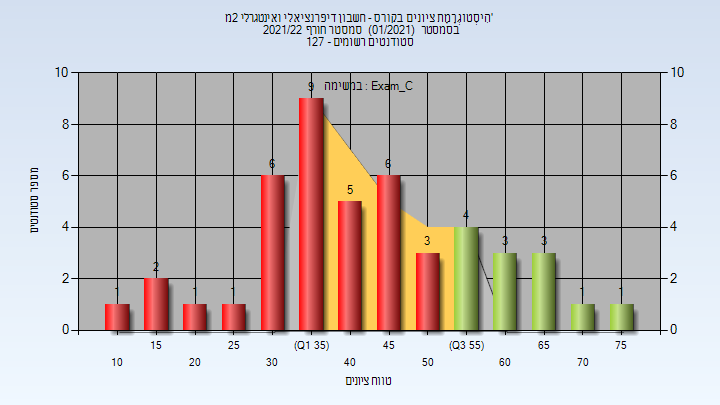 'היסטוגרמת ציונים בקורס - חשבון דיפרנציאלי ואינטגרלי 2מ
בסמסטר (01/2021) סמסטר חורף 2021/22
סטודנטים רשומים - 127
במשימה : Exam_C
מספר סטודנטים
10 10
8 8
6 6
4 4
2 2
0 0
1 2 1 1 6 9 5 6 3 4 3 3 1 1
15 25 (Q1 35) 45 (Q3 55) 65 75
10 20 30 40 50 60 70
טווח ציונים